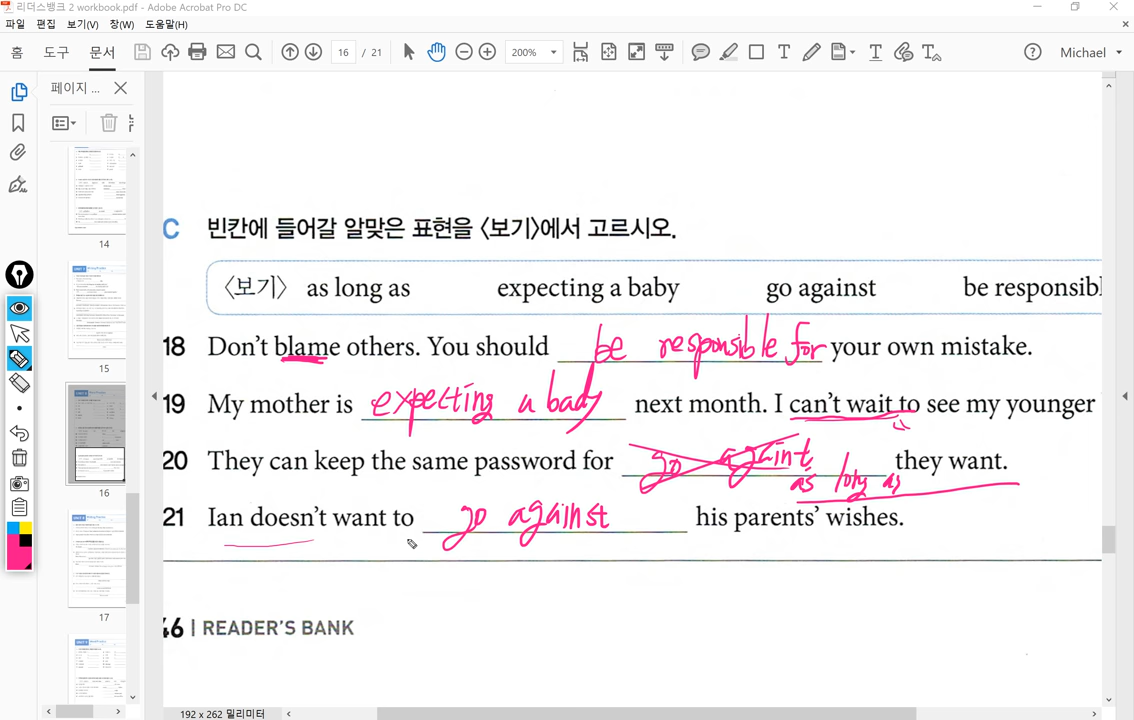 리더스뱅크 2 workbook.pdf - Adobe Acrobat Pro DC
파일 편집 보기(V) 창(W) 도움말(H)
홈 도구 문서 16 / 21 200% Michael
페이지 ...
14
15
16
17
C 빈칸에 들어갈 알맞은 표현을 〈보기〉에서 고르시오.
〈보기〉 as long as expecting a baby go against be responsibl
18 Don't blame others. You should be responsible for your own mistake.
19 My mother is expecting a baby next month. I can't wait to see my younger
20 They can keep the same password for go againt as long as they want.
21 Ian doesn't want to go against his parents' wishes.
46 | READER'S BANK
192 x 262 밀리미터